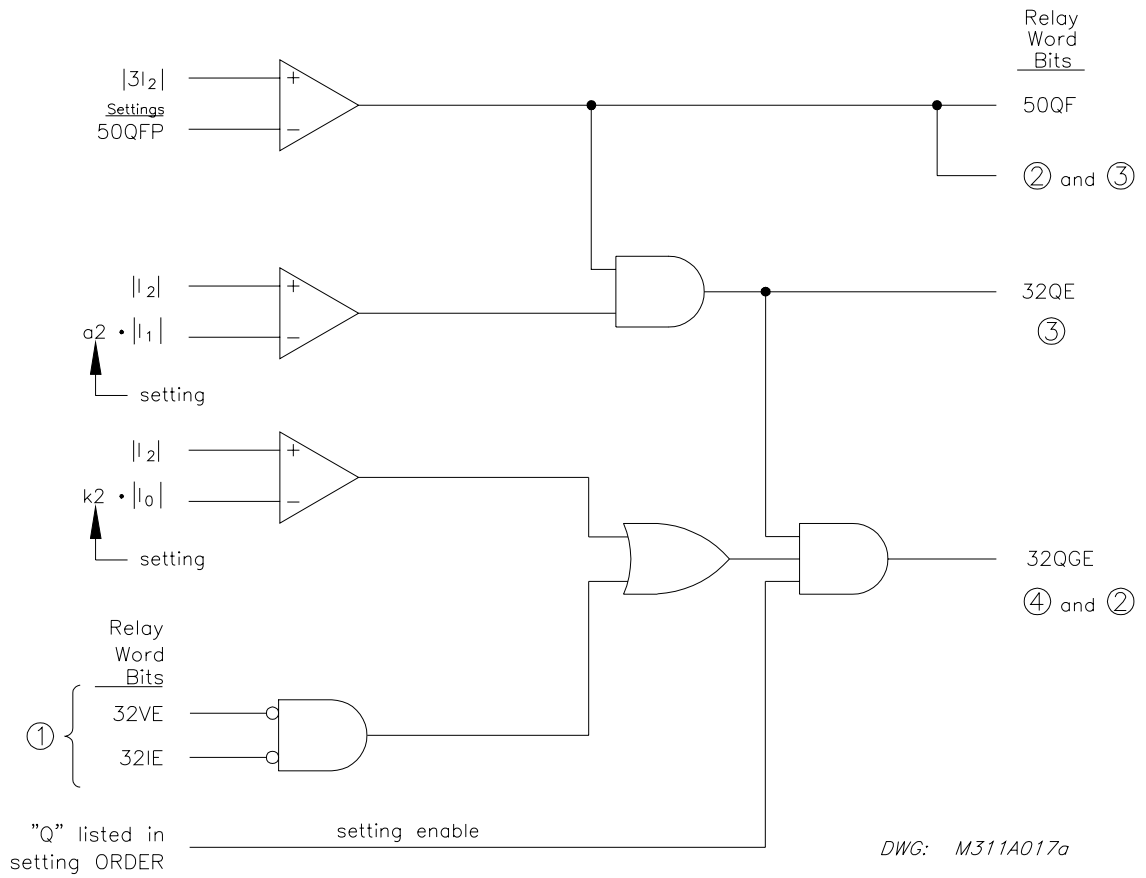 Relay
Word
Bits
|3I₂|
+
Settings
50QFP
−
50QF
② and ③
|I₂|
+
a2 • |I₁|
−
setting
32QE
③
|I₂|
+
k2 • |I₀|
−
setting
32QGE
④ and ②
Relay
Word
Bits
①
32VE
32IE
"Q" listed in
setting ORDER
setting enable
DWG: M311A017a